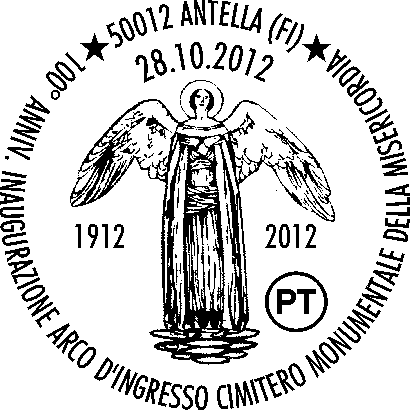 ★ 50012 ANTELLA (FI) ★
28.10.2012
1912
2012
PT
100° ANNIV. INAUGURAZIONE ARCO D'INGRESSO CIMITERO MONUMENTALE DELLA MISERICORDIA